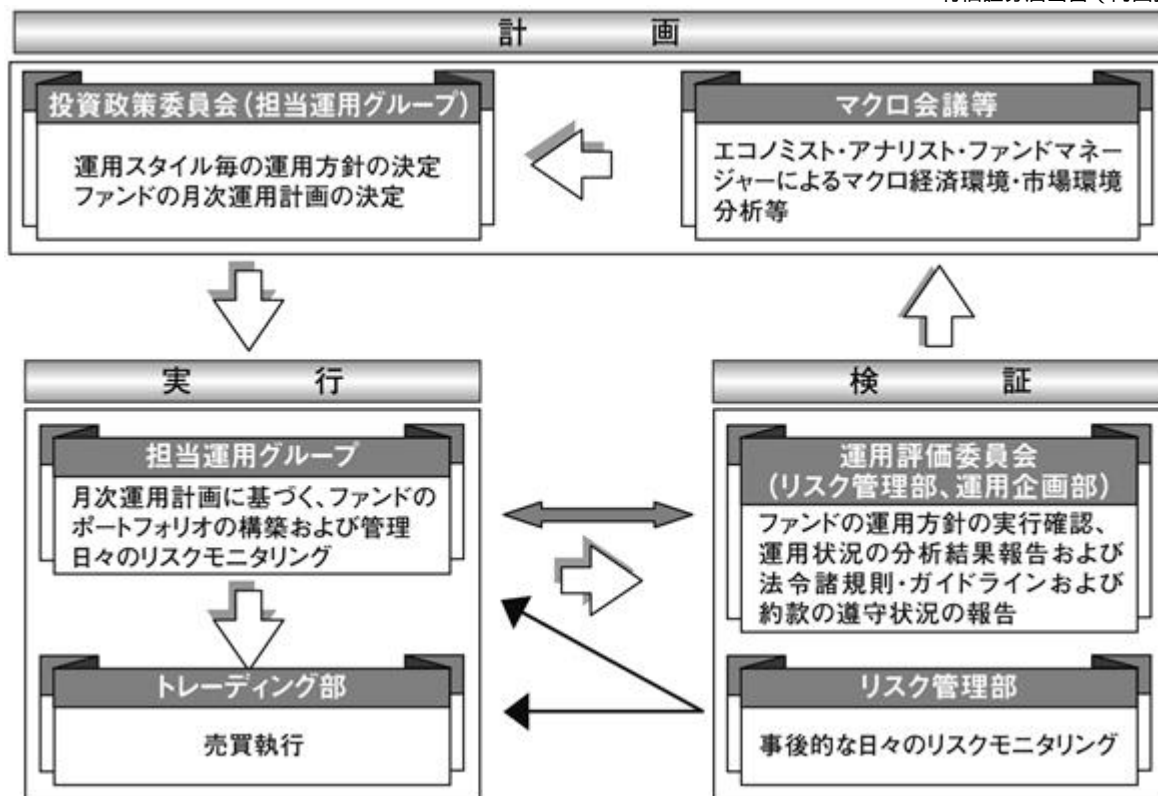 計 画
投資政策委員会(担当運用グループ)
運用スタイル毎の運用方針の決定
ファンドの月次運用計画の決定
マクロ会議等
エコノミスト・アナリスト・ファンドマネー
ジャーによるマクロ経済環境・市場環境
分析等
実 行
担当運用グループ
月次運用計画に基づく、ファンドの
ポートフォリオの構築および管理
日々のリスクモニタリング
トレーディング部
売買執行
検 証
運用評価委員会
(リスク管理部、運用企画部)
ファンドの運用方針の実行確認、
運用状況の分析結果報告および
法令諸規則・ガイドラインおよび
約款の遵守状況の報告
リスク管理部
事後的な日々のリスクモニタリング